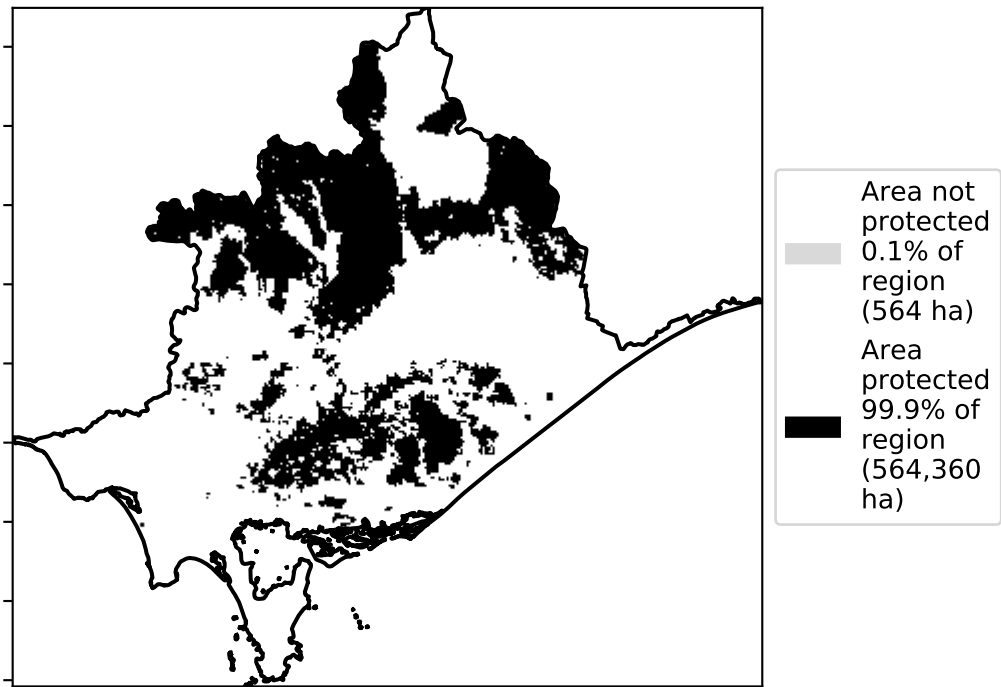 Area not
protected
0.1% of
region
(564 ha)
Area
protected
99.9% of
region
(564,360
ha)